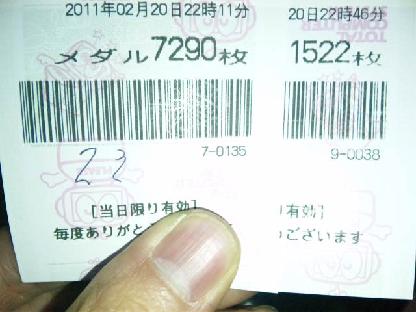 2011年02月20日22時11分
メダル7290枚
7-0135
22
[当日限り有効]
毎度ありがと
20日22時46分
1522枚
9-0038
り有効]
ございます